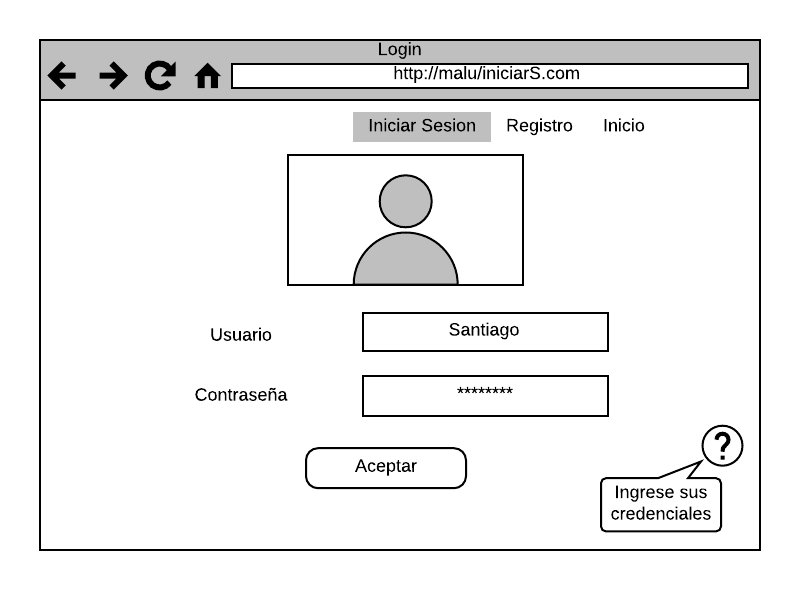 Login
http://malu/iniciarS.com
Iniciar Sesion Registro Inicio
Usuario Santiago
Contraseña ********
Aceptar
?
Ingrese sus
credenciales